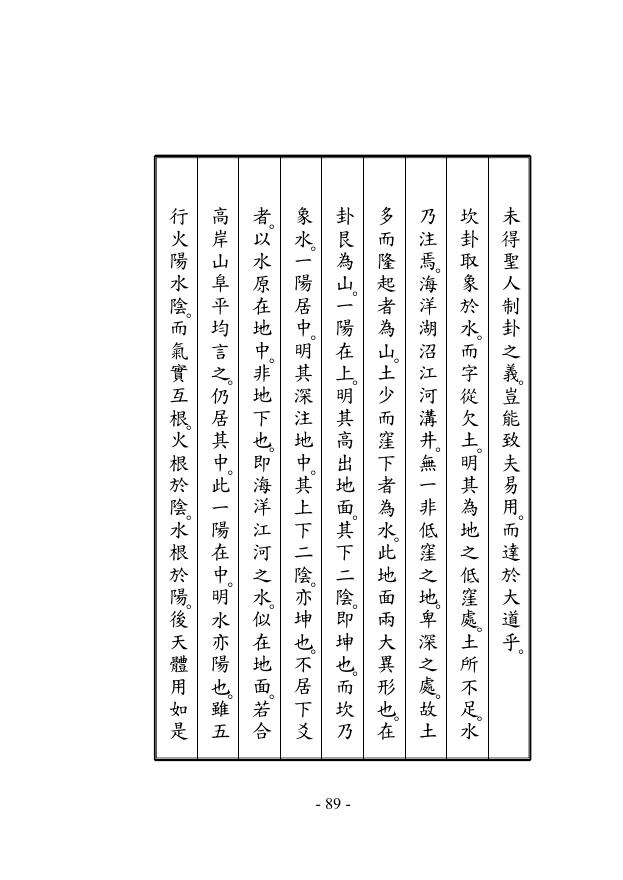 未得聖人制卦之義。豈能致夫易用。而達於大道乎。
坎卦取象於水。而字從欠土。明其為地之低窪處。土所不足。水
乃注焉。海洋湖沼江河溝井。無一非低窪之地。卑深之處。故土
多而隆起者為山。土少而窪下者為水。此地面兩大異形也。在
卦艮為山。一陽在上。明其高出地面。其下二陰。即坤也。而坎乃
象水。一陽居中。明其深注地中。其上下二陰。亦坤也。不居下爻
者。以水原在地中。非地下也。即海洋江河之水。似在地面。若合
高岸山阜平均言之。仍居其中。此一陽在中。明水亦陽也。雖五
行火陽水陰。而氣實互根。火根於陰。水根於陽。後天體用如是
- 89 -